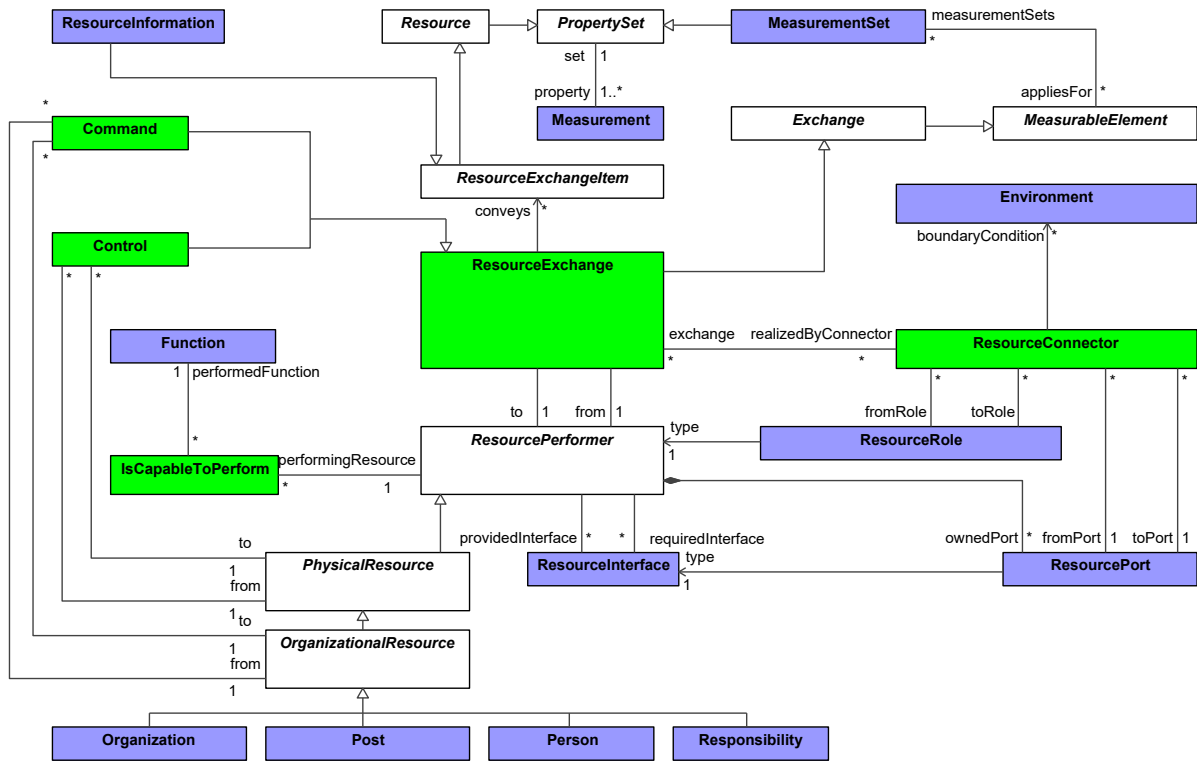 ResourceInformation
Resource
PropertySet
MeasurementSet
measurementSets
*
set
1
property
1..*
appliesFor
*
*
Command
*
Measurement
Exchange
MeasurableElement
ResourceExchangeItem
conveys
*
Environment
boundaryCondition
*
Control
*
*
ResourceExchange
Function
1
performedFunction
exchange
realizedByConnector
*
*
ResourceConnector
*
*
*
*
to
1
from
1
fromRole
toRole
*
ResourcePerformer
type
1
ResourceRole
IsCapableToPerform
performingResource
*
1
to
1
from
1
providedInterface
*
*
requiredInterface
ownedPort
*
fromPort
1
toPort
1
PhysicalResource
ResourceInterface
type
1
ResourcePort
to
1
from
1
OrganizationalResource
Organization
Post
Person
Responsibility